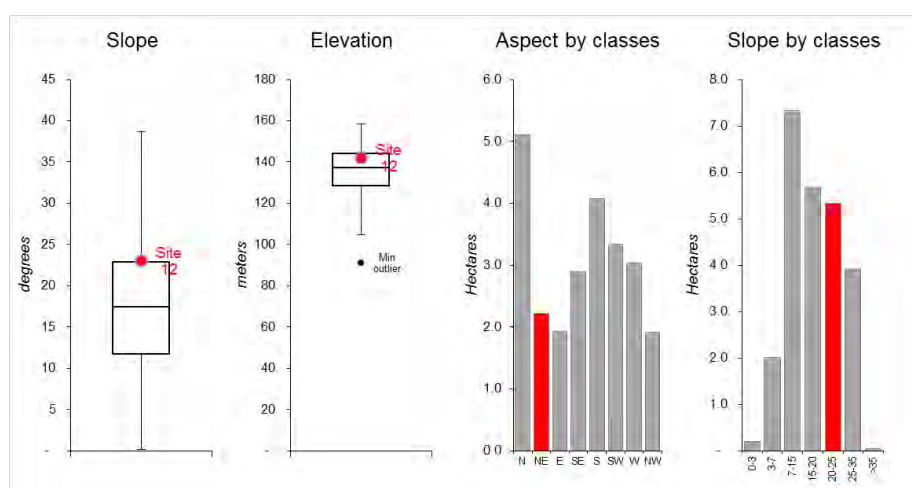 Slope
Elevation
Aspect by classes
Slope by classes
45
40
35
30
25
20
15
10
5
-
degrees
Site
12
180
160
140
120
100
80
60
40
20
-
meters
Site
12
Min
outlier
6.0
5.0
4.0
3.0
2.0
1.0
0.0
Hectares
N NE E SE S SW W NW
8.0
7.0
6.0
5.0
4.0
3.0
2.0
1.0
-
Hectares
0-3 3-7 7-15 15-20 20-25 25-35 >35